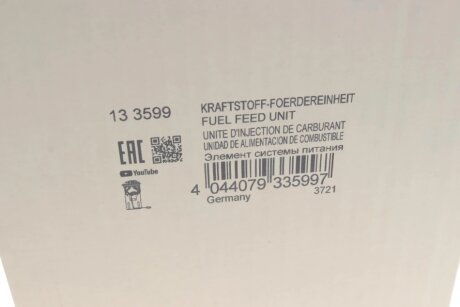 13 3599
KRAFTSTOFF-FOERDEREINHEIT
FUEL FEED UNIT
UNITE D'INJECTION DE CARBURANT
UNIDAD DE ALIMENTACION DE COMBUSTIBLE
Элемент системы питания
EAC
YouTube
4 044079 335997
Germany 3721